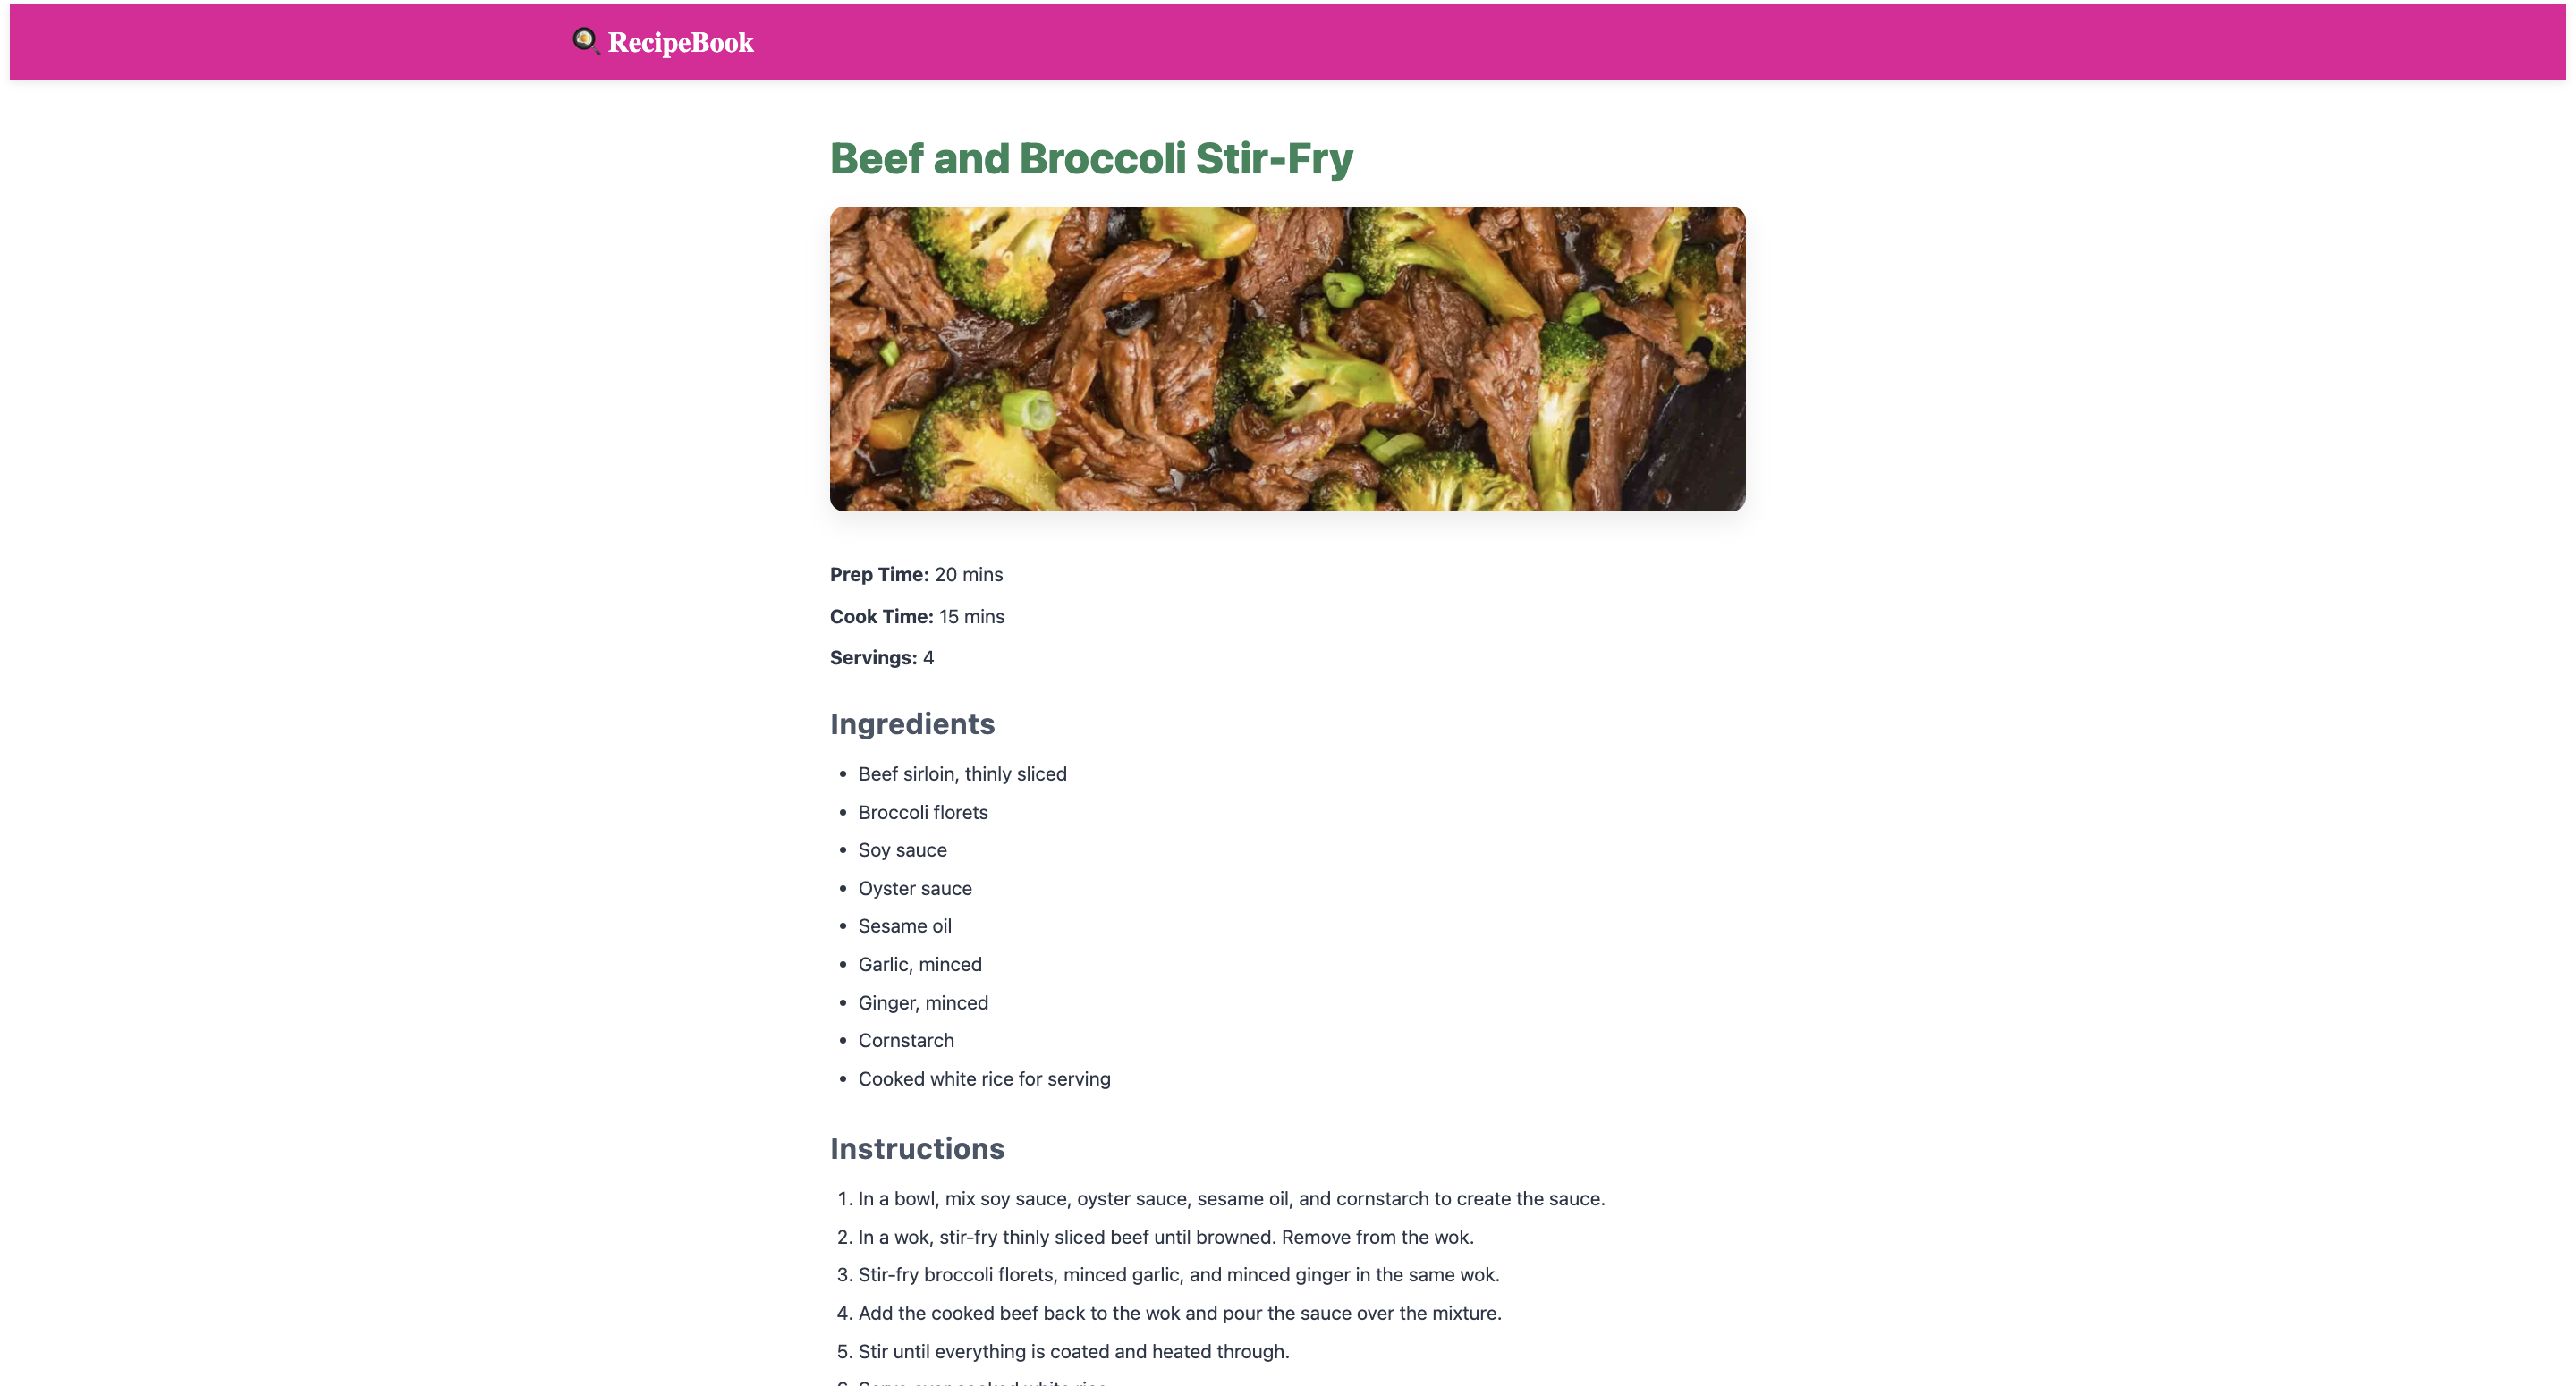 RecipeBook
Beef and Broccoli Stir-Fry
Prep Time: 20 mins
Cook Time: 15 mins
Servings: 4
Ingredients
• Beef sirloin, thinly sliced
• Broccoli florets
• Soy sauce
• Oyster sauce
• Sesame oil
• Garlic, minced
• Ginger, minced
• Cornstarch
• Cooked white rice for serving
Instructions
1. In a bowl, mix soy sauce, oyster sauce, sesame oil, and cornstarch to create the sauce.
2. In a wok, stir-fry thinly sliced beef until browned. Remove from the wok.
3. Stir-fry broccoli florets, minced garlic, and minced ginger in the same wok.
4. Add the cooked beef back to the wok and pour the sauce over the mixture.
5. Stir until everything is coated and heated through.